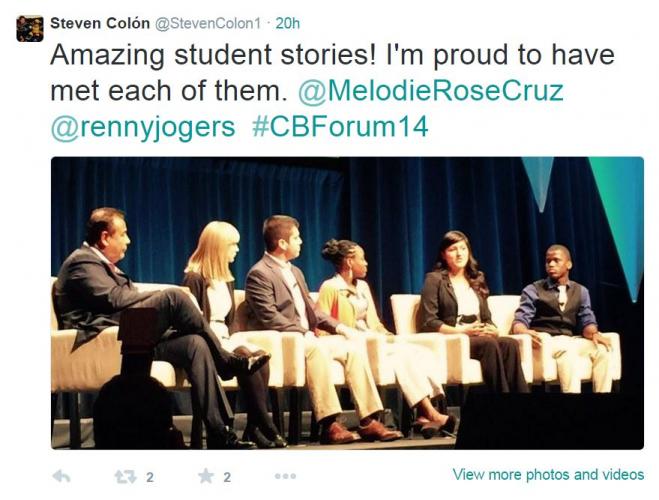 Steven Colón @StevenColon1 · 20h
Amazing student stories! I'm proud to have
met each of them. @MelodieRoseCruz
@rennyjogers #CBForum14
2 2 View more photos and videos